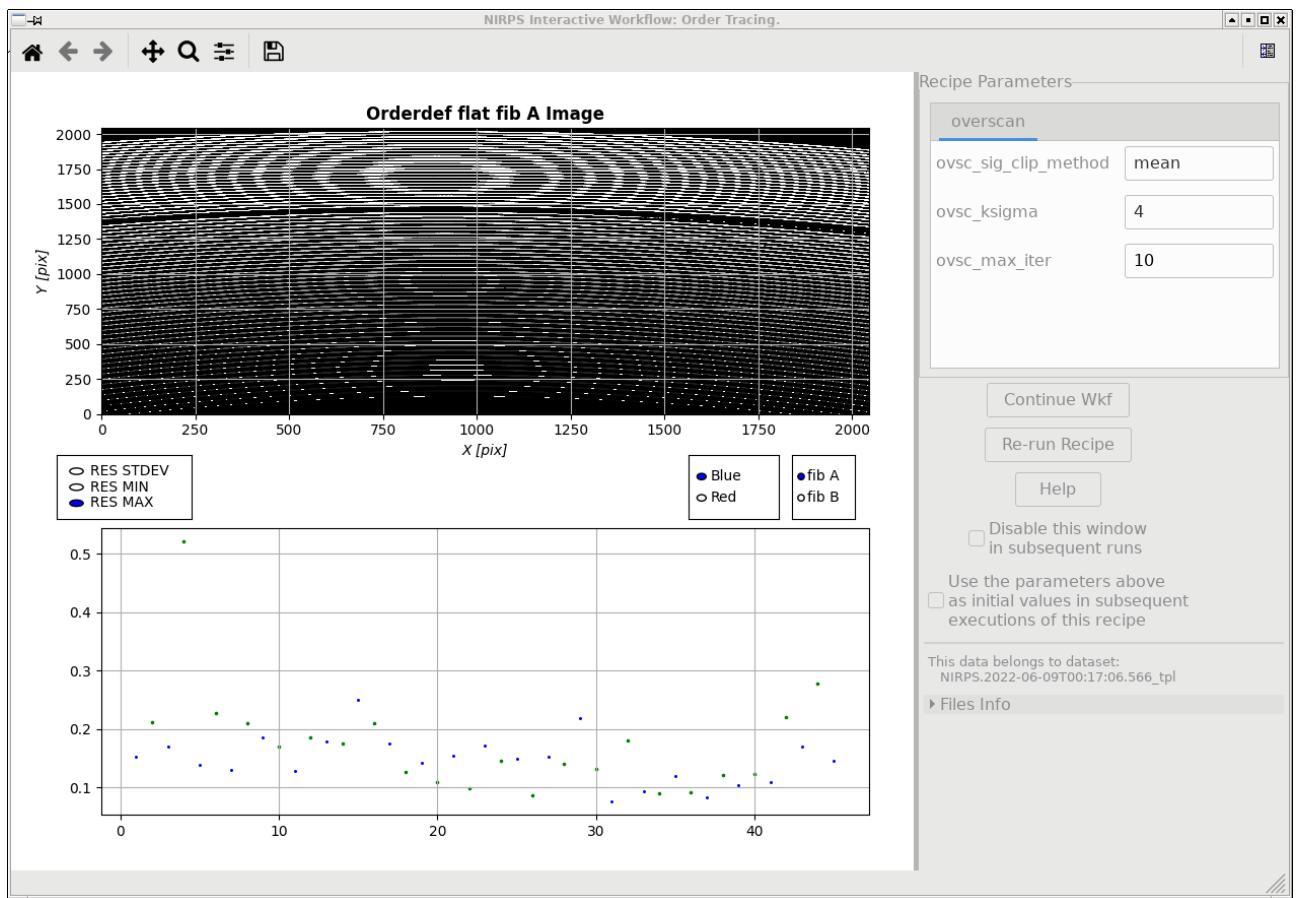 NIRPS Interactive Workflow: Order Tracing.
Orderdef flat fib A Image
2000
1750
1500
1250
1000
750
500
250
0
Y [pix]
0 250 500 750 1000 1250 1500 1750 2000
X [pix]
RES STDEV
RES MIN
RES MAX
Blue
Red
fib A
fib B
0.5
0.4
0.3
0.2
0.1
0 10 20 30 40
Recipe Parameters
overscan
ovsc_sig_clip_method mean
ovsc_ksigma 4
ovsc_max_iter 10
Continue Wkf
Re-run Recipe
Help
Disable this window
in subsequent runs
Use the parameters above
as initial values in subsequent
executions of this recipe
This data belongs to dataset:
NIRPS.2022-06-09T00:17:06.566_tpl
Files Info